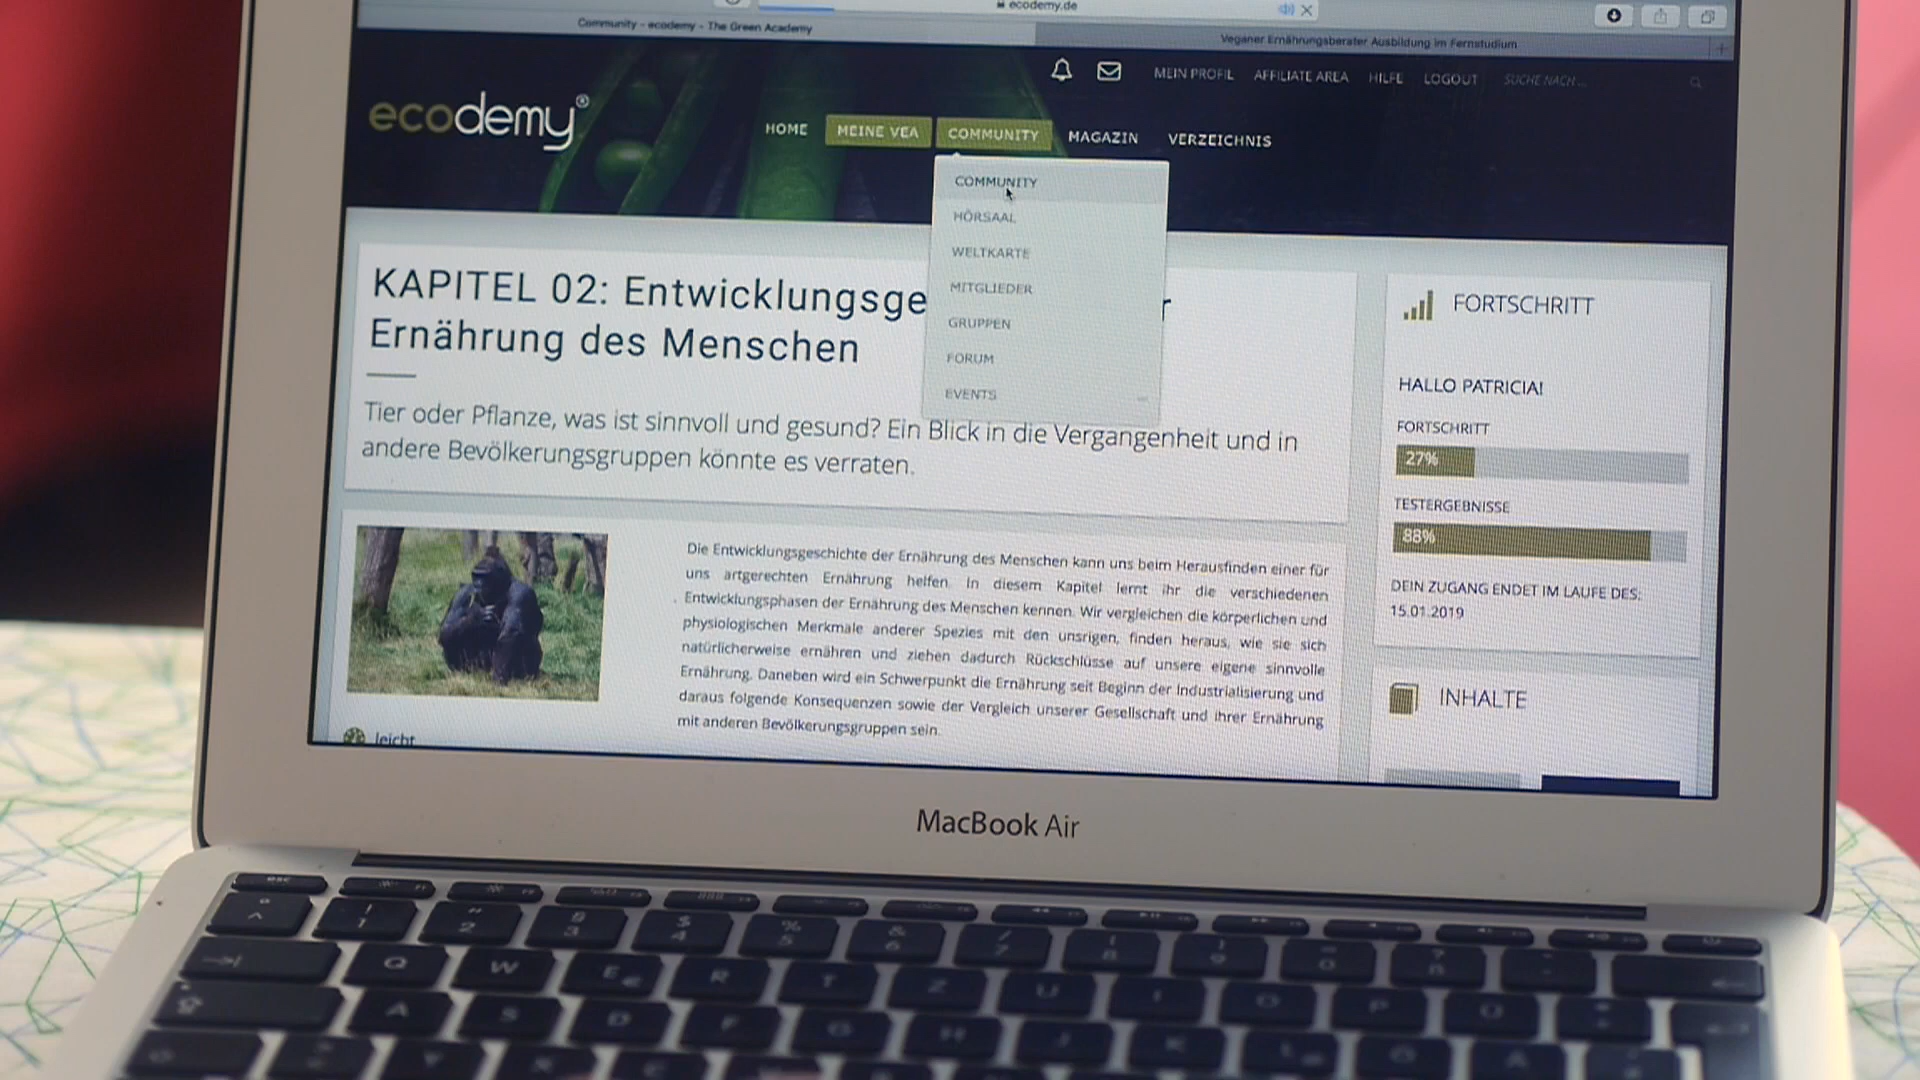 ecodemy.de
Community - ecodemy - The Green Academy
Veganer Ernährungsberater Ausbildung im Fernstudium
MEIN PROFIL AFFILIATE AREA HILFE LOGOUT SUCHE NACH ...
ecodemy®
HOME MEINE VEA COMMUNITY MAGAZIN VERZEICHNIS
COMMUNITY
HÖRSAAL
WELTKARTE
MITGLIEDER
GRUPPEN
FORUM
EVENTS
KAPITEL 02: Entwicklungsge r
Ernährung des Menschen
Tier oder Pflanze, was ist sinnvoll und gesund? Ein Blick in die Vergangenheit und in
andere Bevölkerungsgruppen könnte es verraten.
Die Entwicklungsgeschichte der Ernährung des Menschen kann uns beim Herausfinden einer für
uns artgerechten Ernährung helfen. In diesem Kapitel lernt ihr die verschiedenen
Entwicklungsphasen der Ernährung des Menschen kennen. Wir vergleichen die körperlichen und
physiologischen Merkmale anderer Spezies mit den unsrigen, finden heraus, wie sie sich
natürlicherweise ernähren und ziehen dadurch Rückschlüsse auf unsere eigene sinnvolle
Ernährung. Daneben wird ein Schwerpunkt die Ernährung seit Beginn der Industrialisierung und
daraus folgende Konsequenzen sowie der Vergleich unserer Gesellschaft und ihrer Ernährung
mit anderen Bevölkerungsgruppen sein.
leicht
FORTSCHRITT
HALLO PATRICIA!
FORTSCHRITT
27%
TESTERGEBNISSE
88%
DEIN ZUGANG ENDET IM LAUFE DES:
15.01.2019
INHALTE
MacBook Air
esc
Q W E € R T Z U I O P Ü
A S D F G H J K L Ö Ä